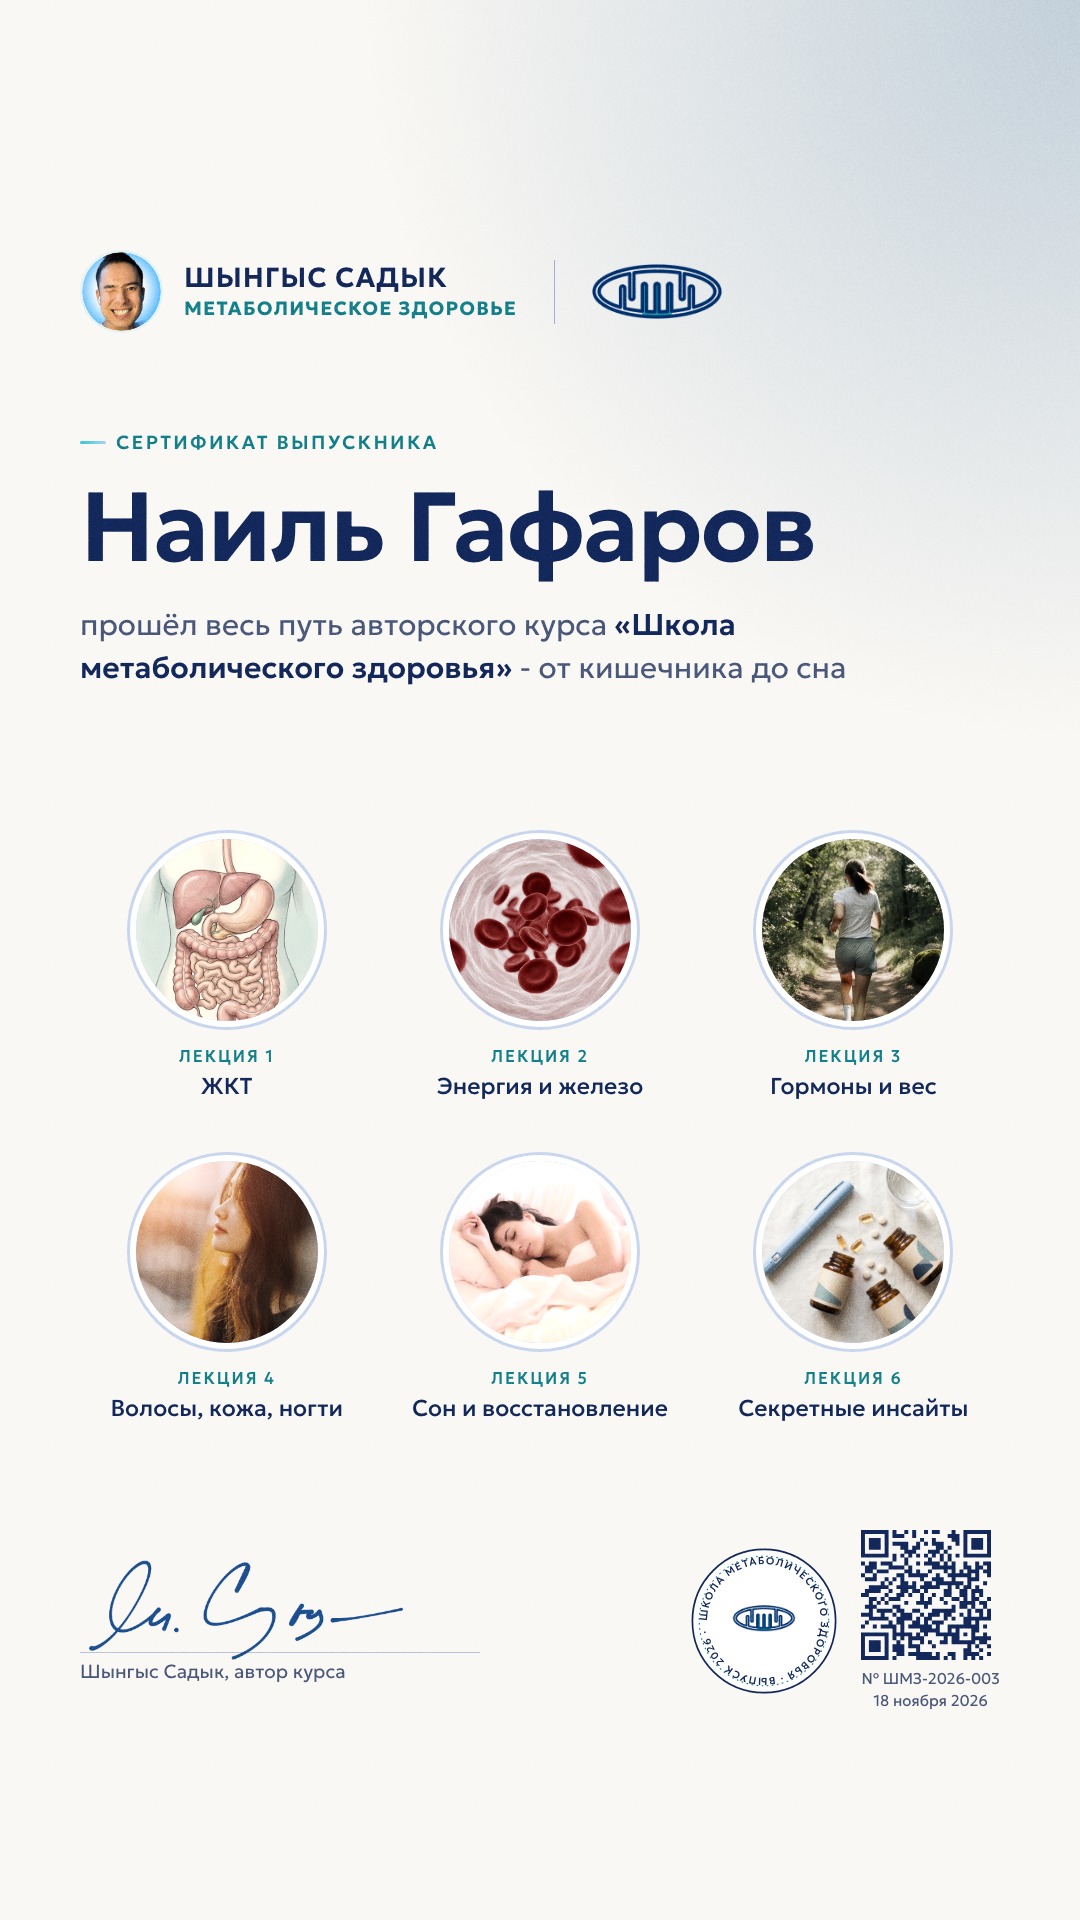 ШЫНГЫС САДЫК
МЕТАБОЛИЧЕСКОЕ ЗДОРОВЬЕ
СЕРТИФИКАТ ВЫПУСКНИКА
Наиль Гафаров
прошёл весь путь авторского курса «Школа
метаболического здоровья» - от кишечника до сна
ЛЕКЦИЯ 1
ЖКТ
ЛЕКЦИЯ 2
Энергия и железо
ЛЕКЦИЯ 3
Гормоны и вес
ЛЕКЦИЯ 4
Волосы, кожа, ногти
ЛЕКЦИЯ 5
Сон и восстановление
ЛЕКЦИЯ 6
Секретные инсайты
Шынгыс Садык, автор курса
ШКОЛА МЕТАБОЛИЧЕСКОГО ЗДОРОВЬЯ · ВЫПУСК 2026 ·
№ ШМЗ-2026-003
18 ноября 2026